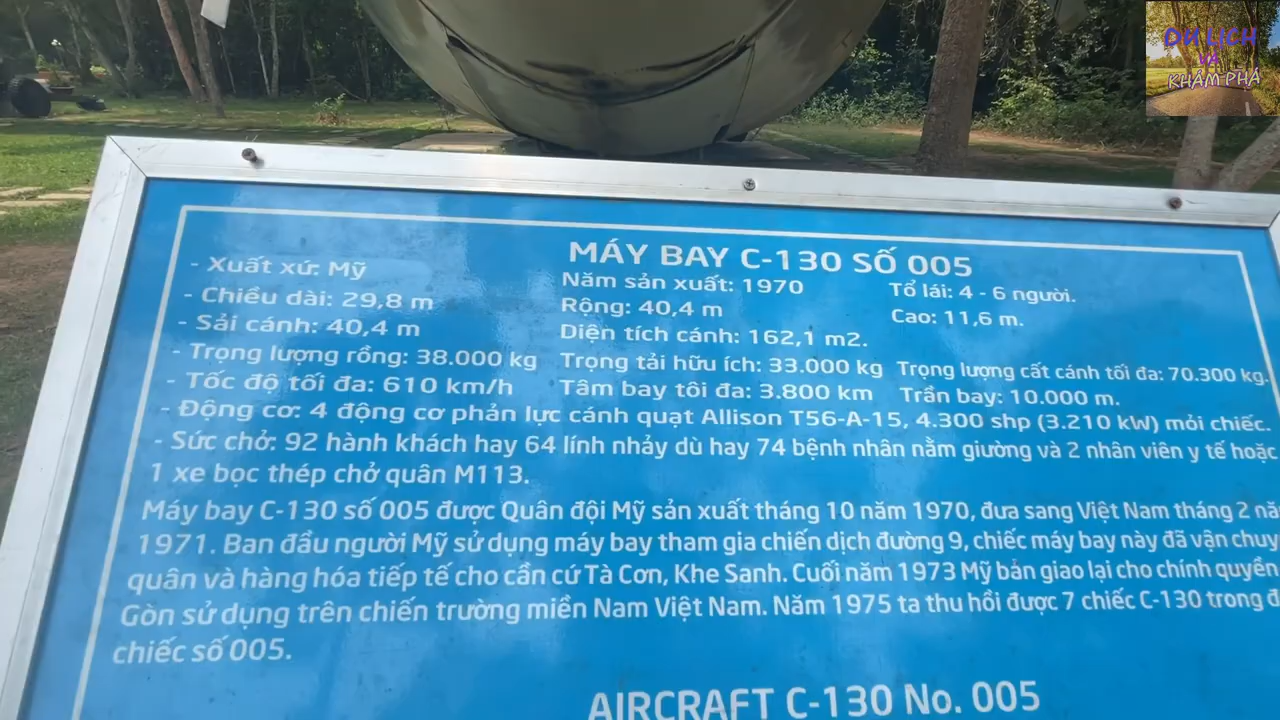 DU LỊCH
VÀ
KHÁM PHÁ
MÁY BAY C-130 SỐ 005
- Xuất xứ: Mỹ Năm sản xuất: 1970 Tổ lái: 4 - 6 người.
- Chiều dài: 29,8 m Rộng: 40,4 m Cao: 11,6 m.
- Sải cánh: 40,4 m Diện tích cánh: 162,1 m2.
- Trọng lượng rỗng: 38.000 kg Trọng tải hữu ích: 33.000 kg Trọng lượng cất cánh tối đa: 70.300 kg.
- Tốc độ tối đa: 610 km/h Tầm bay tôi đa: 3.800 km Trần bay: 10.000 m.
- Động cơ: 4 động cơ phản lực cánh quạt Allison T56-A-15, 4.300 shp (3.210 kW) mỏi chiếc.
- Sức chở: 92 hành khách hay 64 lính nhảy dù hay 74 bệnh nhân nằm giường và 2 nhân viên y tế hoặc
1 xe bọc thép chở quân M113.
Máy bay C-130 số 005 được Quân đội Mỹ sản xuất tháng 10 năm 1970, đưa sang Việt Nam tháng 2
1971. Ban đầu người Mỹ sử dụng máy bay tham gia chiến dịch đường 9, chiếc máy bay này đã vận
quân và hàng hóa tiếp tế cho cần cứ Tà Cơn, Khe Sanh. Cuối năm 1973 Mỹ bản giao lại cho chính quyền
Gòn sử dụng trên chiến trường miền Nam Việt Nam. Năm 1975 ta thu hồi được 7 chiếc C-130 trong
chiếc số 005.
AIRCRAFT C-130 No. 005